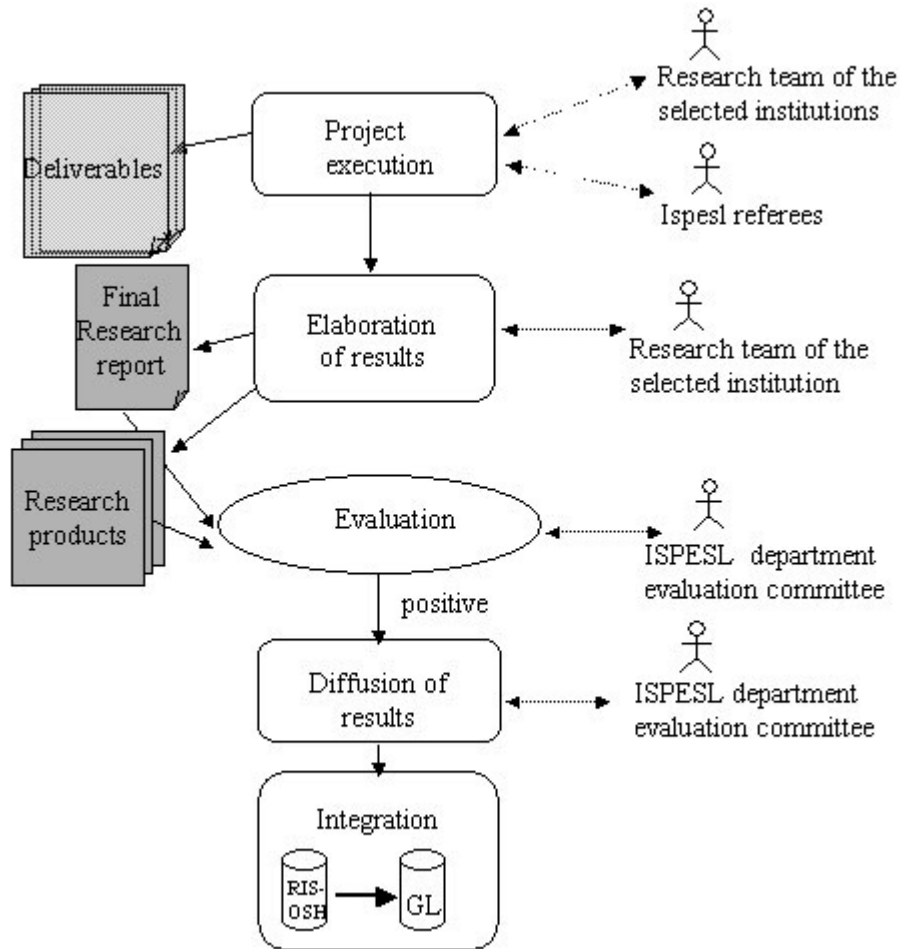 Research team of the
selected institutions
Project
execution
Deliverables
Ispesl referees
Final
Research
report
Elaboration
of results
Research team of the
selected institution
Research
products
Evaluation
ISPESL department
evaluation committee
positive
Diffusion of
results
ISPESL department
evaluation committee
Integration
RIS-
OSH
GL